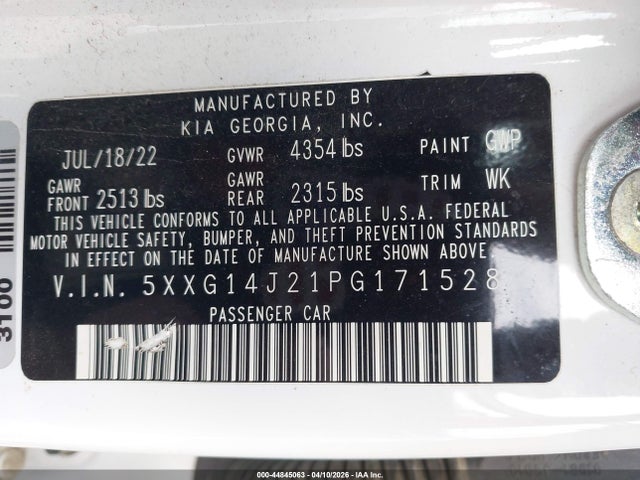 MANUFACTURED BY
KIA GEORGIA, INC.
JUL/18/22 GVWR 4354 lbs PAINT GWP
GAWR FRONT 2513 lbs GAWR REAR 2315 lbs TRIM WK
THIS VEHICLE CONFORMS TO ALL APPLICABLE U.S.A. FEDERAL
MOTOR VEHICLE SAFETY, BUMPER, AND THEFT PREVENTION STANDARDS
IN EFFECT ON THE DATE OF MANUFACTURE SHOWN ABOVE.
V.I.N. 5XXG14J21PG171528
PASSENGER CAR
3100
000-44845063 - 04/10/2026 - IAA Inc.